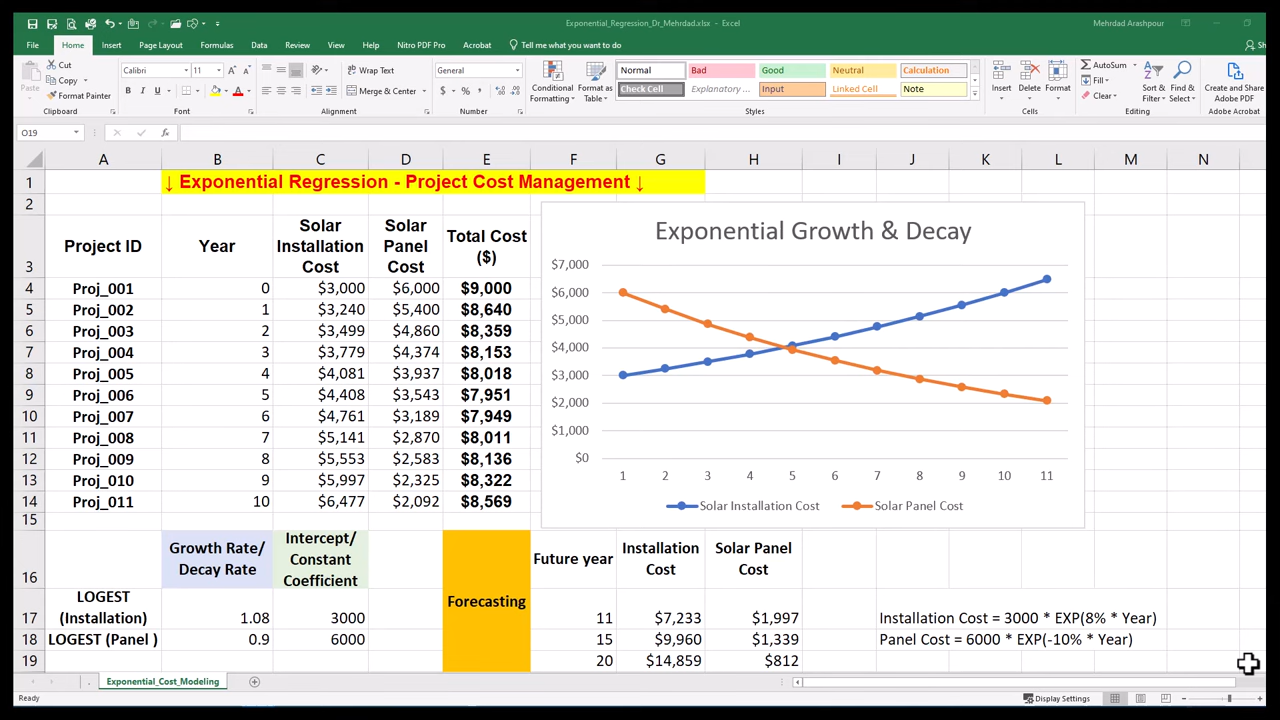 Exponential_Regression_Dr_Mehrdad.xlsx - Excel
Mehrdad Arashpour
File Home Insert Page Layout Formulas Data Review View Help Nitro PDF Pro Acrobat Tell me what you want to do Sh
Paste Cut Copy Format Painter Clipboard
Calibri 11 B I U A Font
Wrap Text Merge & Center Alignment
General $ % , Number
Conditional Formatting Format as Table
Normal Bad Good Neutral Calculation
Check Cell Explanatory ... Input Linked Cell Note
Styles
Insert Delete Format Cells
AutoSum Fill Clear Sort & Filter Find & Select Editing
Create and Share Adobe PDF Adobe Acrobat
O19 fx
A B C D E F G H I J K L M N
1 ↓ Exponential Regression - Project Cost Management ↓
2
3 Project ID Year Solar Installation Cost Solar Panel Cost Total Cost ($)
4 Proj_001 0 $3,000 $6,000 $9,000
5 Proj_002 1 $3,240 $5,400 $8,640
6 Proj_003 2 $3,499 $4,860 $8,359
7 Proj_004 3 $3,779 $4,374 $8,153
8 Proj_005 4 $4,081 $3,937 $8,018
9 Proj_006 5 $4,408 $3,543 $7,951
10 Proj_007 6 $4,761 $3,189 $7,949
11 Proj_008 7 $5,141 $2,870 $8,011
12 Proj_009 8 $5,553 $2,583 $8,136
13 Proj_010 9 $5,997 $2,325 $8,322
14 Proj_011 10 $6,477 $2,092 $8,569
15
Exponential Growth & Decay
$7,000
$6,000
$5,000
$4,000
$3,000
$2,000
$1,000
$0
1 2 3 4 5 6 7 8 9 10 11
Solar Installation Cost Solar Panel Cost
16 Growth Rate/ Decay Rate Intercept/ Constant Coefficient Forecasting Future year Installation Cost Solar Panel Cost
17 LOGEST (Installation) 1.08 3000 11 $7,233 $1,997 Installation Cost = 3000 * EXP(8% * Year)
18 LOGEST (Panel ) 0.9 6000 15 $9,960 $1,339 Panel Cost = 6000 * EXP(-10% * Year)
19 20 $14,859 $812
Exponential_Cost_Modeling
Ready
Display Settings